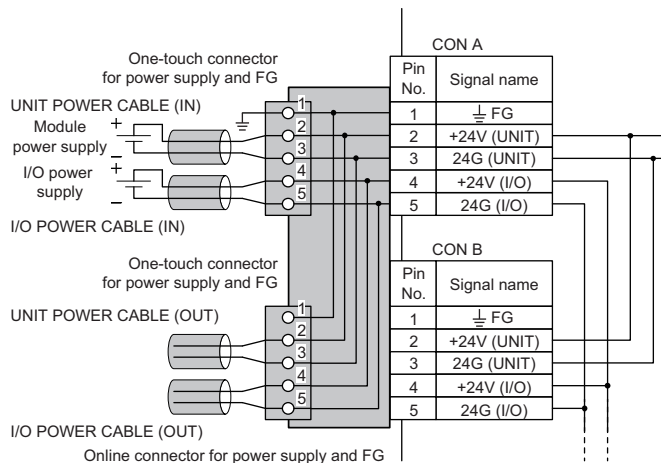 CON A
One-touch connector
for power supply and FG
Pin
No.
Signal name
UNIT POWER CABLE (IN)
1
1
FG
Module
power supply
+
–
2
2
+24V (UNIT)
3
3
24G (UNIT)
I/O power
supply
+
–
4
4
+24V (I/O)
5
5
24G (I/O)
I/O POWER CABLE (IN)
CON B
One-touch connector
for power supply and FG
Pin
No.
Signal name
UNIT POWER CABLE (OUT)
1
1
FG
2
2
+24V (UNIT)
3
3
24G (UNIT)
4
4
+24V (I/O)
5
5
24G (I/O)
I/O POWER CABLE (OUT)
Online connector for power supply and FG